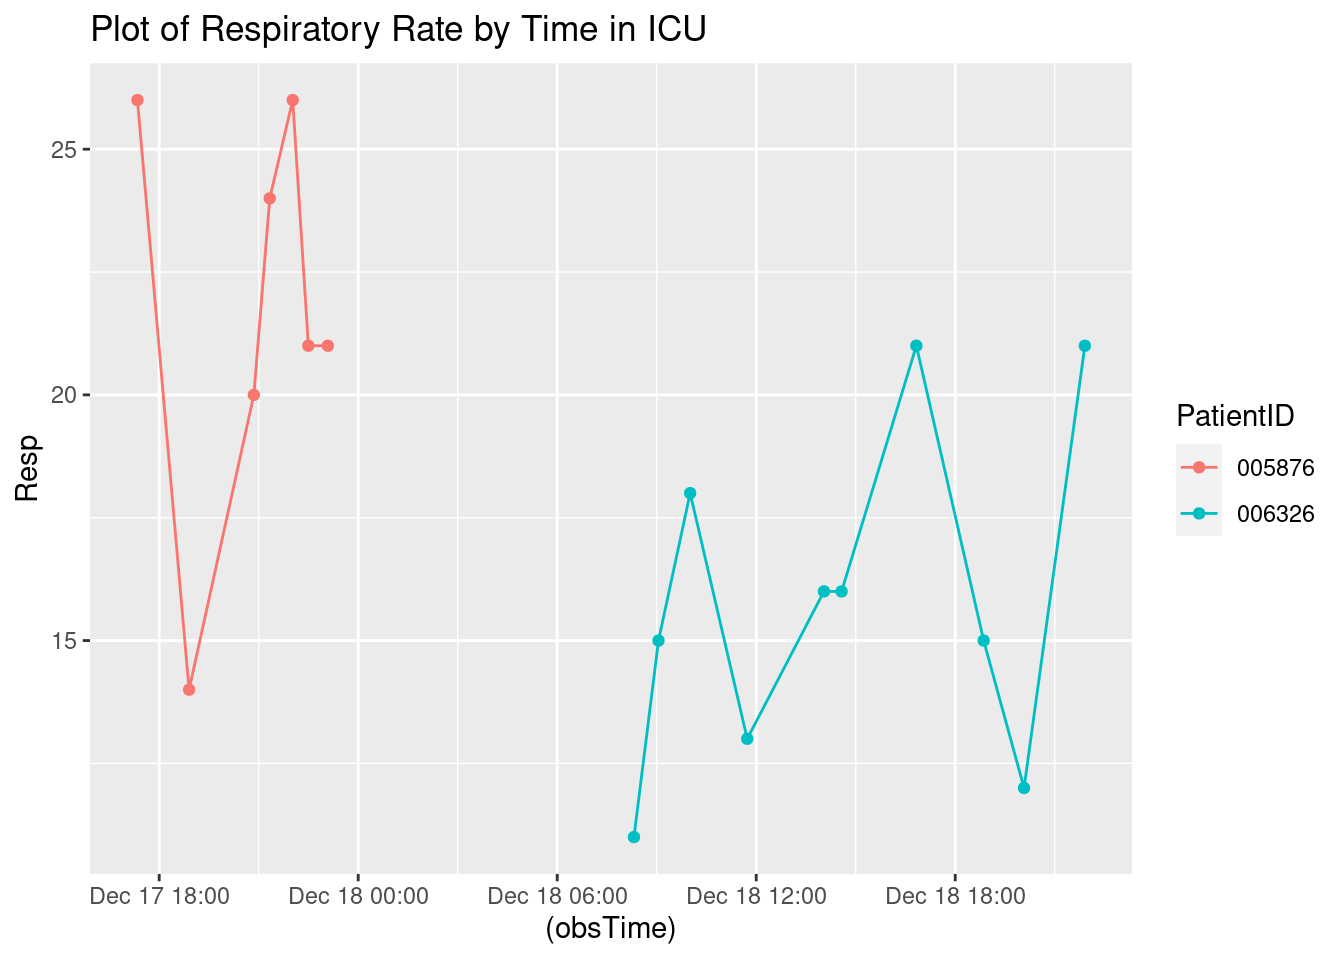 Plot of Respiratory Rate by Time in ICU
25
20
15
Resp
Dec 17 18:00 Dec 18 00:00 Dec 18 06:00 Dec 18 12:00 Dec 18 18:00
(obsTime)
PatientID
005876
006326